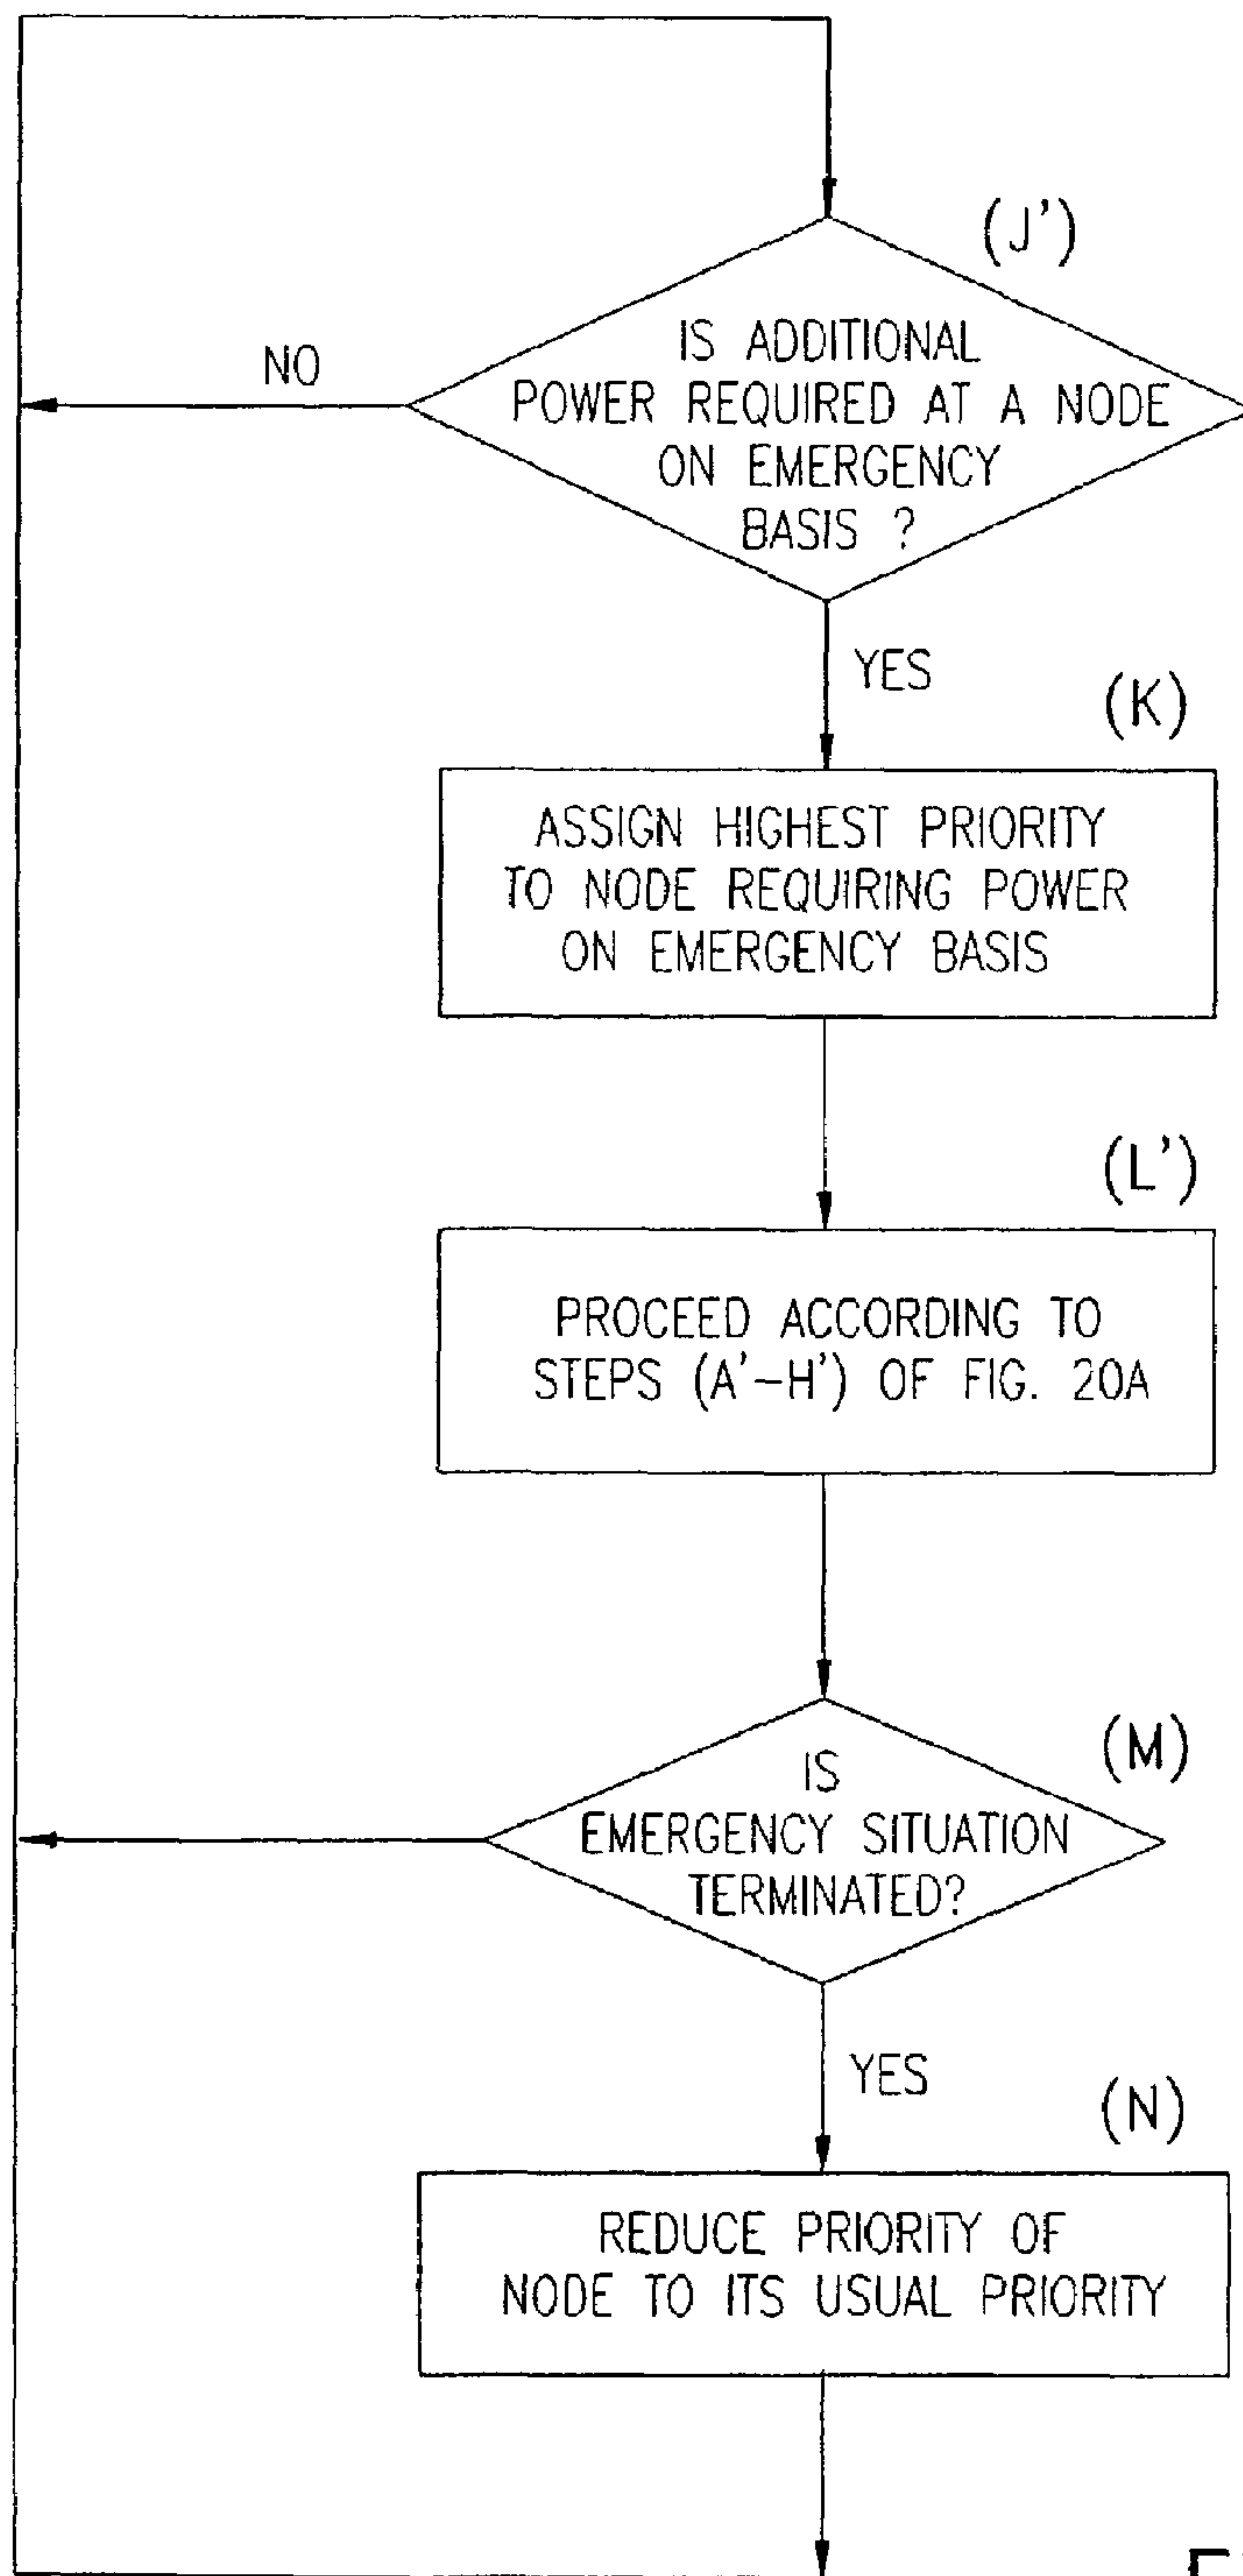 (J')
IS ADDITIONAL
POWER REQUIRED AT A NODE
ON EMERGENCY
BASIS ?
NO
YES
(K)
ASSIGN HIGHEST PRIORITY
TO NODE REQUIRING POWER
ON EMERGENCY BASIS
(L')
PROCEED ACCORDING TO
STEPS (A'-H') OF FIG. 20A
(M)
IS
EMERGENCY SITUATION
TERMINATED?
YES
(N)
REDUCE PRIORITY OF
NODE TO ITS USUAL PRIORITY